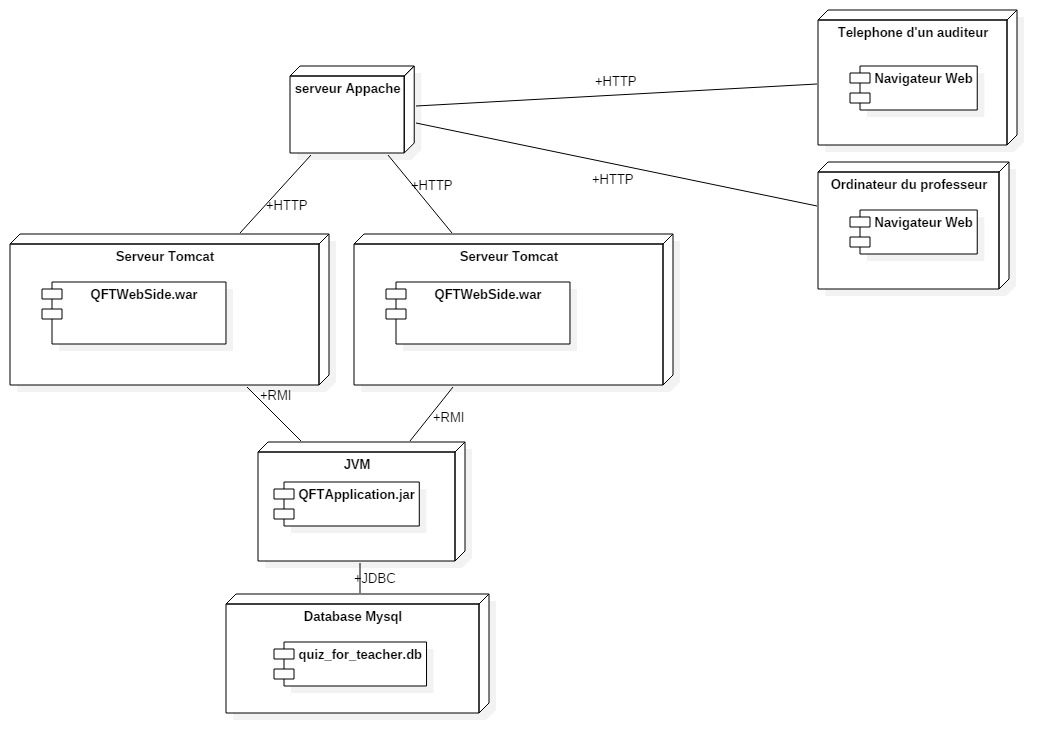 Telephone d'un auditeur
Navigateur Web
serveur Appache
+HTTP
Ordinateur du professeur
Navigateur Web
+HTTP
+HTTP
+HTTP
Serveur Tomcat
QFTWebSide.war
Serveur Tomcat
QFTWebSide.war
+RMI
+RMI
JVM
QFTApplication.jar
+JDBC
Database Mysql
quiz_for_teacher.db